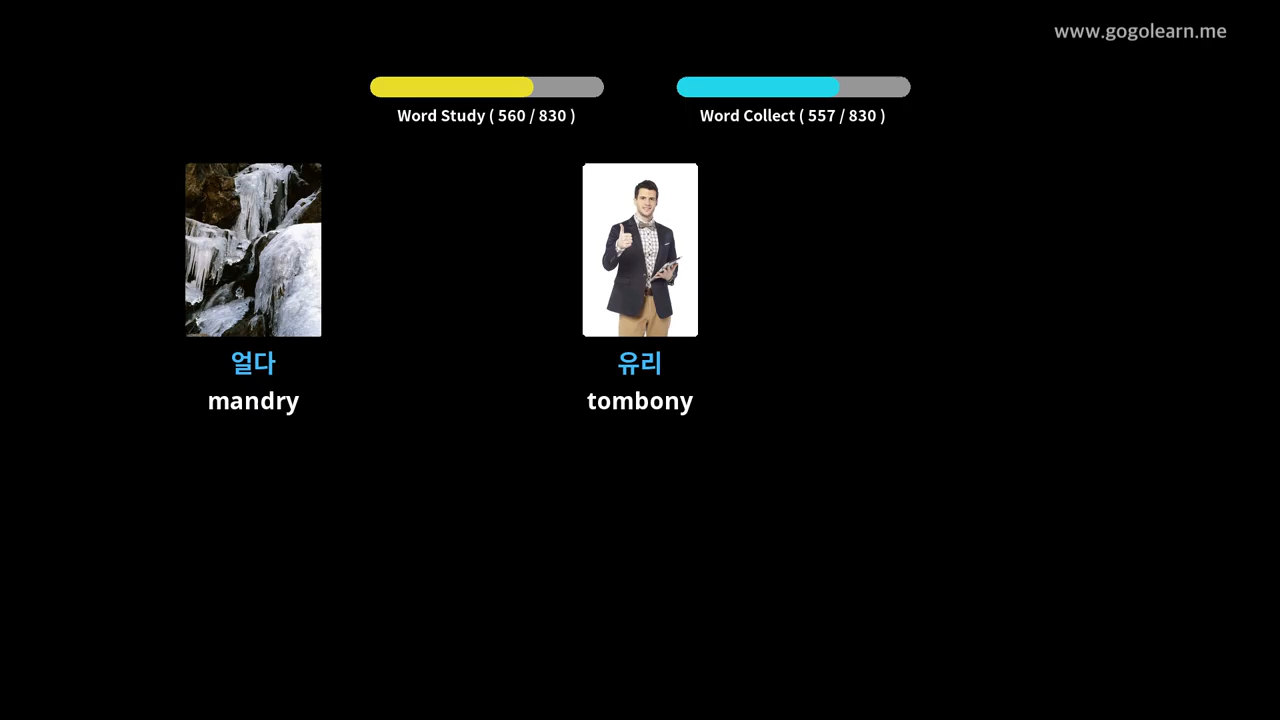 www.gogolearn.me
Word Study ( 560 / 830 )
Word Collect ( 557 / 830 )
얼다
mandry
유리
tombony